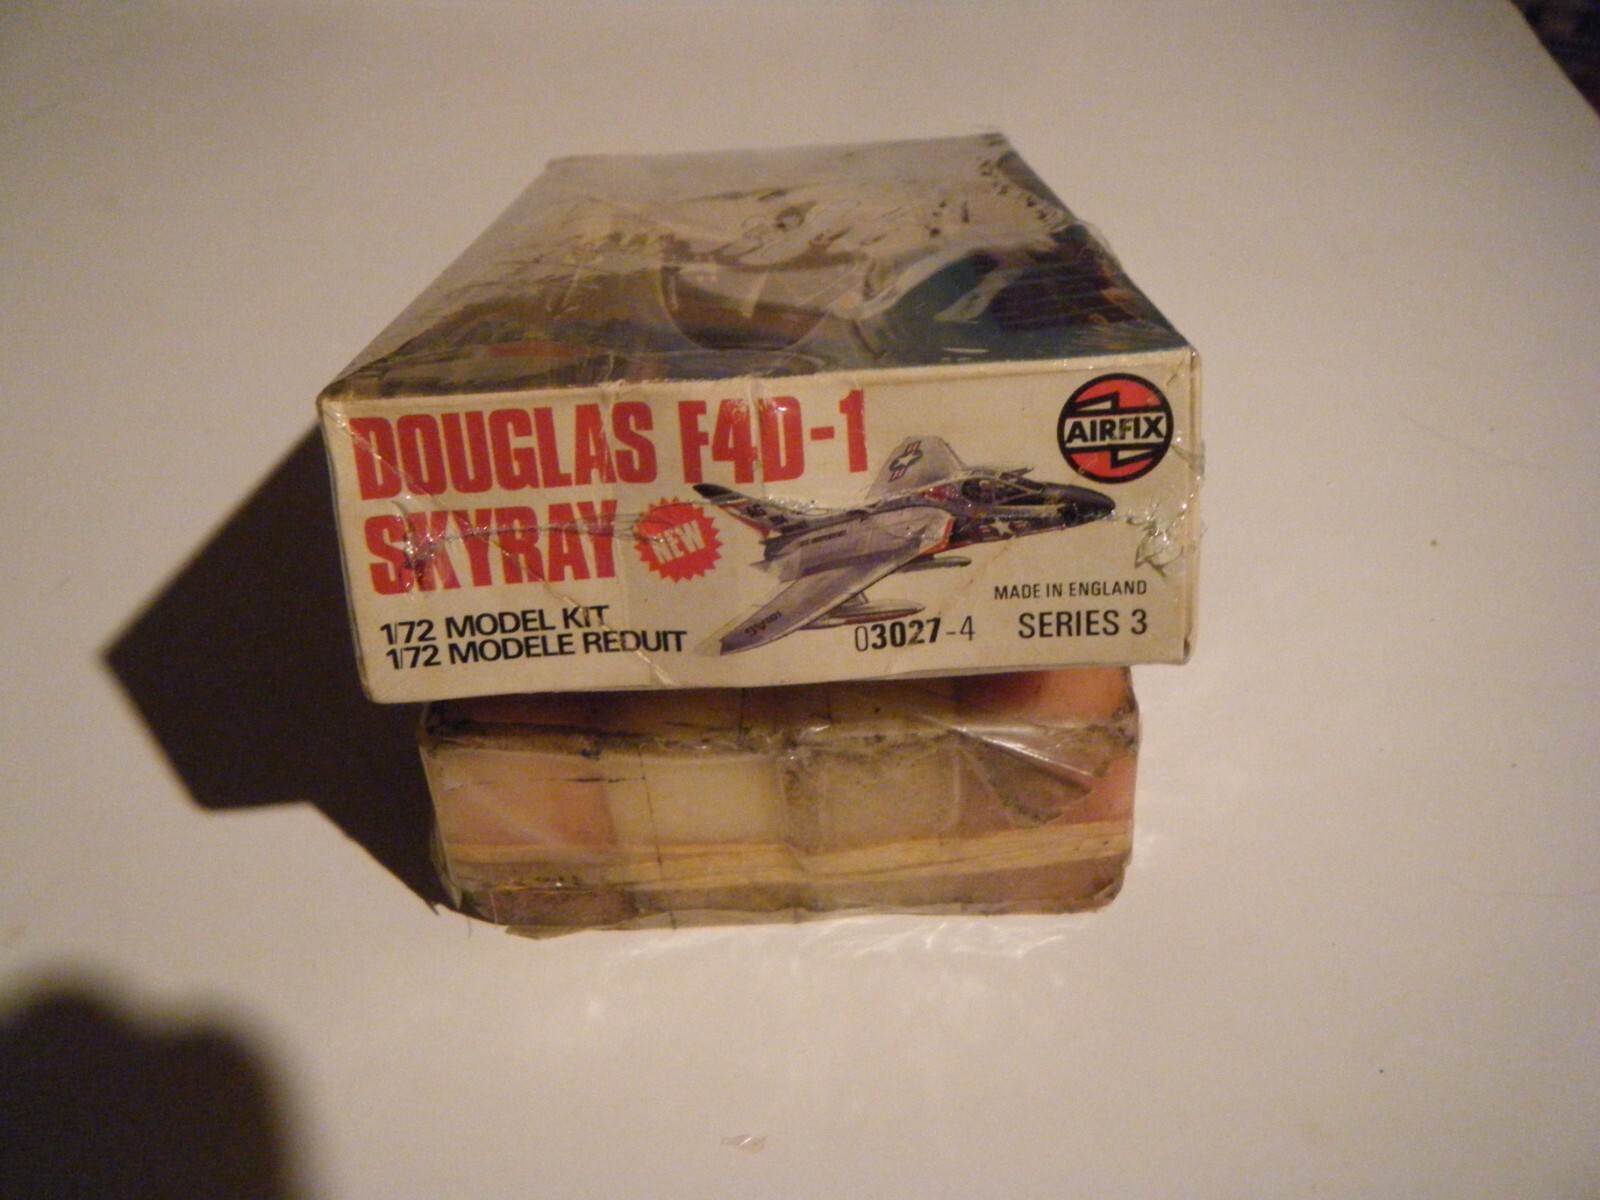 DOUGLAS F4D-1
SKYRAY
NEW
AIRFIX
1/72 MODEL KIT
1/72 MODELE REDUIT
03027-4
MADE IN ENGLAND
SERIES 3